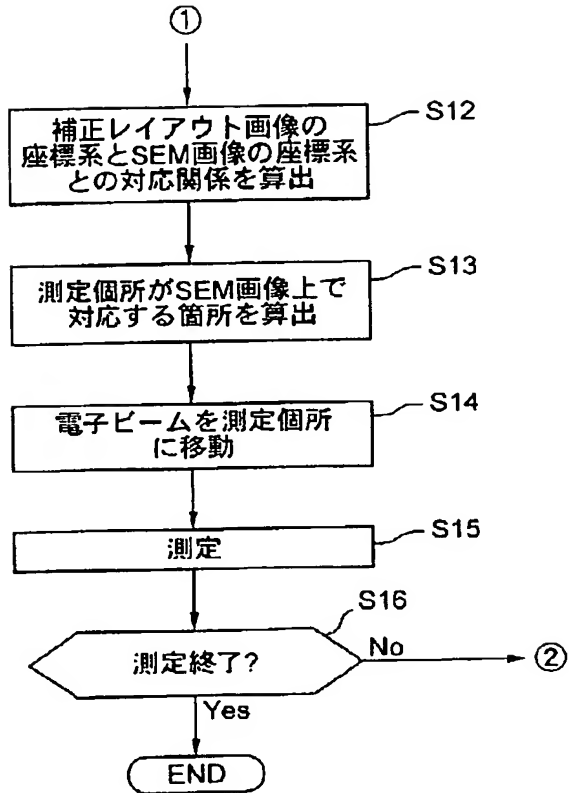 ①
S12
補正レイアウト画像の
座標系とSEM画像の座標系
との対応関係を算出
S13
測定個所がSEM画像上で
対応する箇所を算出
S14
電子ビームを測定個所
に移動
S15
測定
S16
測定終了?
No
②
Yes
END